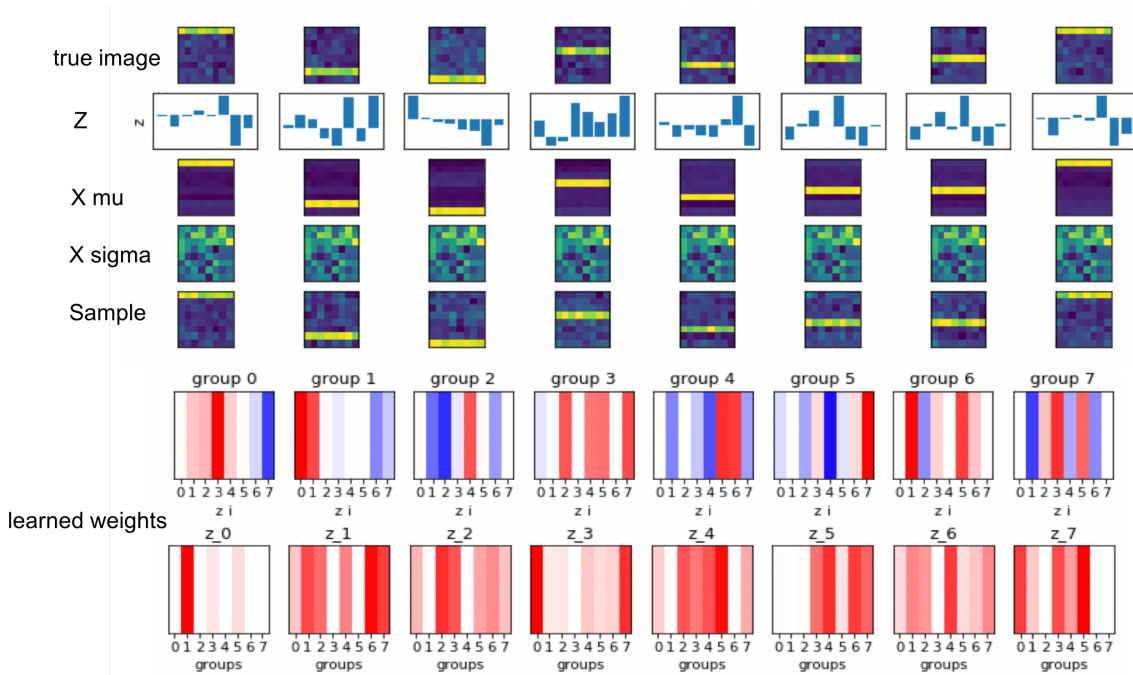 true image
Z
z
X mu
X sigma
Sample
group 0
group 1
group 2
group 3
group 4
group 5
group 6
group 7
0 1 2 3 4 5 6 7
0 1 2 3 4 5 6 7
0 1 2 3 4 5 6 7
0 1 2 3 4 5 6 7
0 1 2 3 4 5 6 7
0 1 2 3 4 5 6 7
0 1 2 3 4 5 6 7
0 1 2 3 4 5 6 7
z i
z i
z i
z i
z i
z i
z i
z i
learned weights
z_0
z_1
z_2
z_3
z_4
z_5
z_6
z_7
0 1 2 3 4 5 6 7
0 1 2 3 4 5 6 7
0 1 2 3 4 5 6 7
0 1 2 3 4 5 6 7
0 1 2 3 4 5 6 7
0 1 2 3 4 5 6 7
0 1 2 3 4 5 6 7
0 1 2 3 4 5 6 7
groups
groups
groups
groups
groups
groups
groups
groups